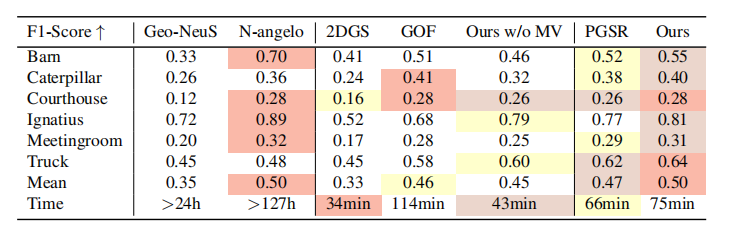 F1-Score ↑ Geo-NeuS N-angelo 2DGS GOF Ours w/o MV PGSR Ours
Barn 0.33 0.70 0.41 0.51 0.46 0.52 0.55
Caterpillar 0.26 0.36 0.24 0.41 0.32 0.38 0.40
Courthouse 0.12 0.28 0.16 0.28 0.26 0.26 0.28
Ignatius 0.72 0.89 0.52 0.68 0.79 0.77 0.81
Meetingroom 0.20 0.32 0.17 0.28 0.25 0.29 0.31
Truck 0.45 0.48 0.45 0.58 0.60 0.62 0.64
Mean 0.35 0.50 0.33 0.46 0.45 0.47 0.50
Time >24h >127h 34min 114min 43min 66min 75min